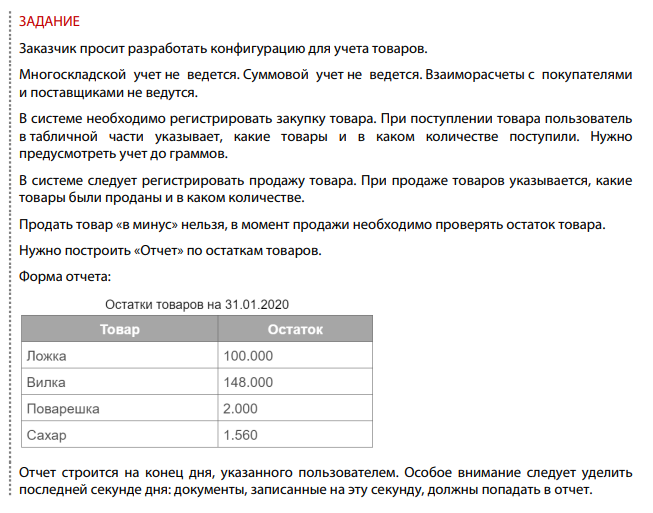 ЗАДАНИЕ
Заказчик просит разработать конфигурацию для учета товаров.
Многоскладской учет не ведется. Суммовой учет не ведется. Взаиморасчеты с покупателями
и поставщиками не ведутся.
В системе необходимо регистрировать закупку товара. При поступлении товара пользователь
в табличной части указывает, какие товары и в каком количестве поступили. Нужно
предусмотреть учет до граммов.
В системе следует регистрировать продажу товара. При продаже товаров указывается, какие
товары были проданы и в каком количестве.
Продать товар «в минус» нельзя, в момент продажи необходимо проверять остаток товара.
Нужно построить «Отчет» по остаткам товаров.
Форма отчета:
Остатки товаров на 31.01.2020
Товар Остаток
Ложка 100.000
Вилка 148.000
Поварешка 2.000
Сахар 1.560
Отчет строится на конец дня, указанного пользователем. Особое внимание следует уделить
последней секунде дня: документы, записанные на эту секунду, должны попадать в отчет.